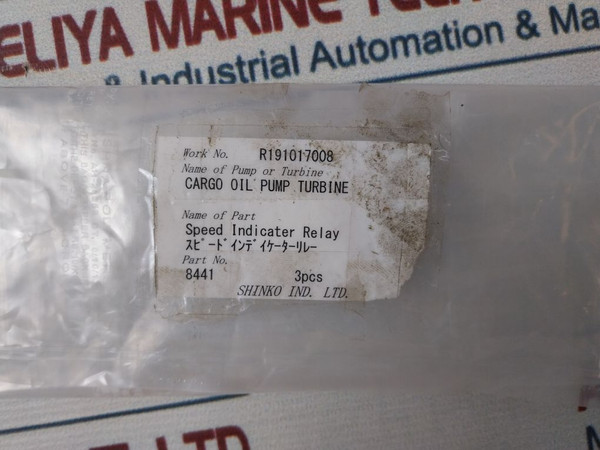 ELIYA MARINE TECH
& Industrial Automation & Ma
Work No. R191017008
Name of Pump or Turbine
CARGO OIL PUMP TURBINE
Name of Part
Speed Indicater Relay
スピードインディケーターリレー
Part No.
8441 3pcs
SHINKO IND. LTD.
LTD